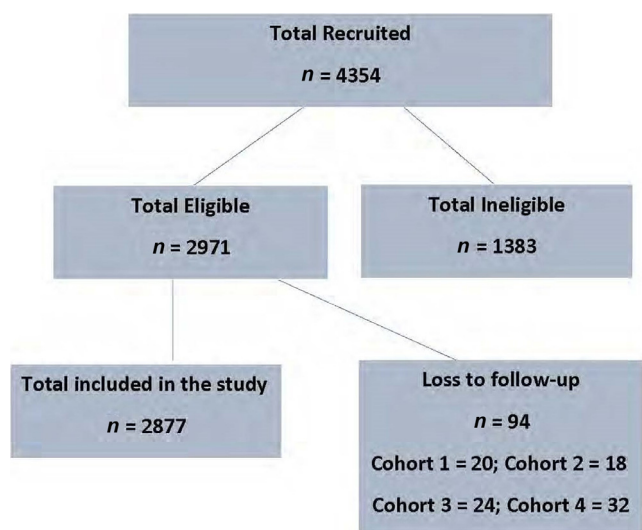 Total Recruited
n = 4354
Total Eligible
n = 2971
Total Ineligible
n = 1383
Total included in the study
n = 2877
Loss to follow-up
n = 94
Cohort 1 = 20; Cohort 2 = 18
Cohort 3 = 24; Cohort 4 = 32